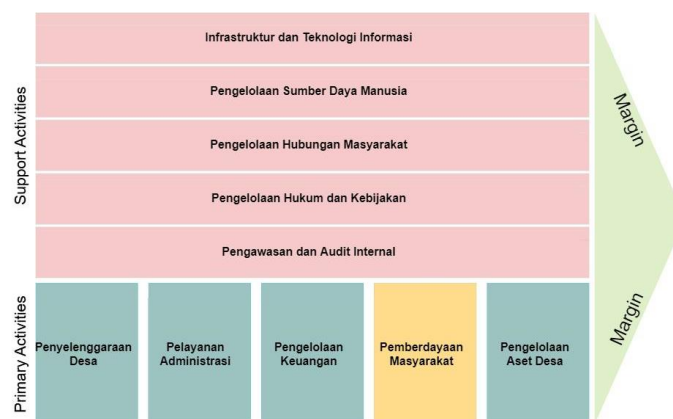 Support Activities
Infrastruktur dan Teknologi Informasi
Pengelolaan Sumber Daya Manusia
Pengelolaan Hubungan Masyarakat
Pengelolaan Hukum dan Kebijakan
Pengawasan dan Audit Internal
Primary Activities
Penyelenggaraan
Desa
Pelayanan
Administrasi
Pengelolaan
Keuangan
Pemberdayaan
Masyarakat
Pengelolaan
Aset Desa
Margin
Margin